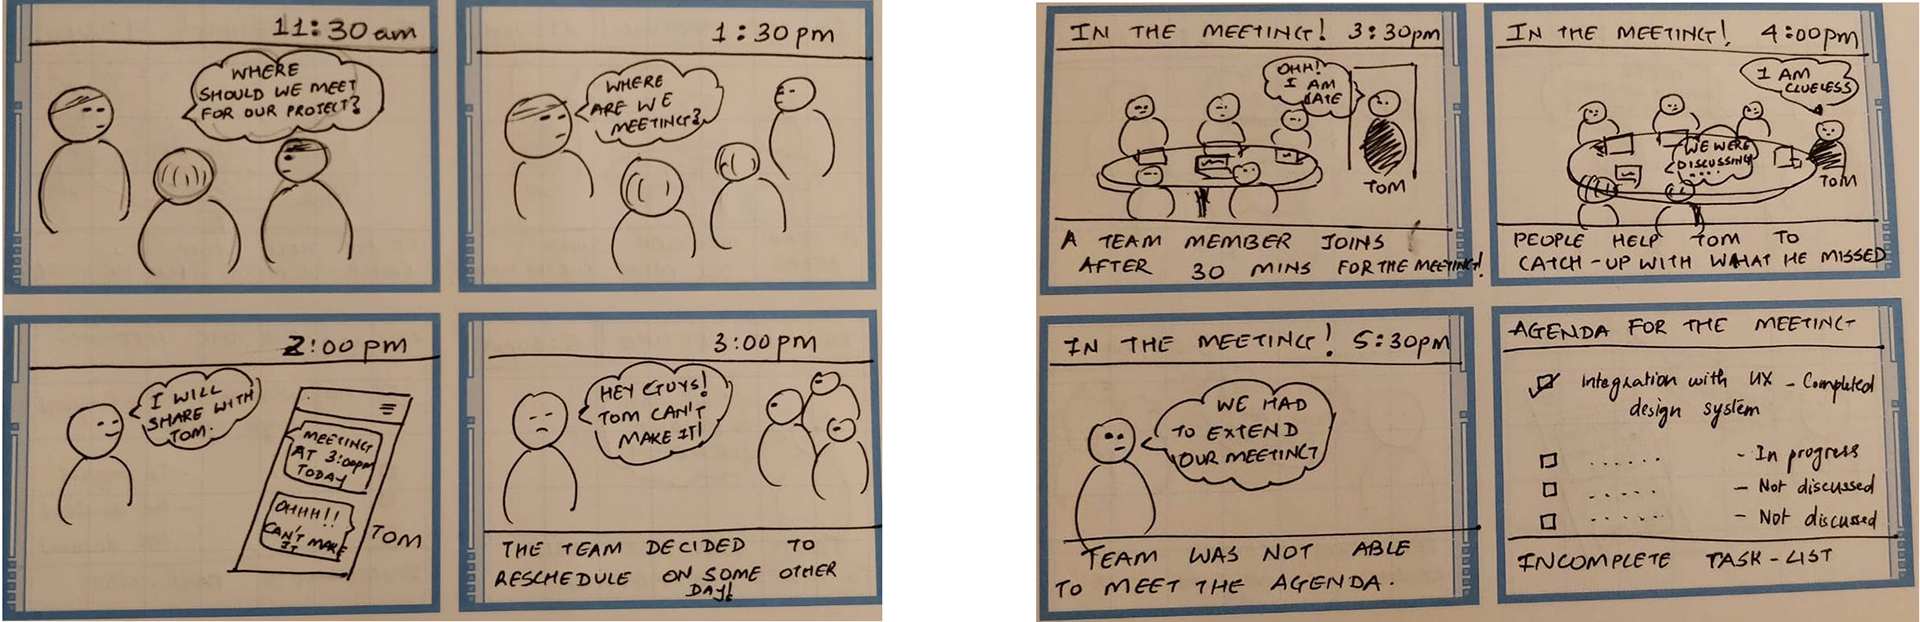 11:30 am
WHERE
SHOULD WE MEET
FOR OUR PROJECT?
1:30 pm
WHERE
ARE WE
MEETING?
2:00 pm
I WILL
SHARE WITH
TOM.
MEETING
AT 3:00pm
TODAY
OHHH!!
CAN'T MAKE
IT
TOM
3:00 pm
HEY GUYS!
TOM CAN'T
MAKE IT!
THE TEAM DECIDED TO
RESCHEDULE ON SOME OTHER
DAY!
IN THE MEETING! 3:30pm
OHH!
I AM
LATE
TOM
A TEAM MEMBER JOINS
AFTER 30 MINS FOR THE MEETING!
IN THE MEETING! 4:00pm
I AM
CLUELESS
WE WERE
DISCUSSING
....
TOM
PEOPLE HELP TOM TO
CATCH-UP WITH WHAT HE MISSED
IN THE MEETING! 5:30pm
WE HAD
TO EXTEND
OUR MEETING
TEAM WAS NOT ABLE
TO MEET THE AGENDA.
AGENDA FOR THE MEETING
Integration with UX - Completed
design system
...... - In progress
..... - Not discussed
..... - Not discussed
INCOMPLETE TASK-LIST